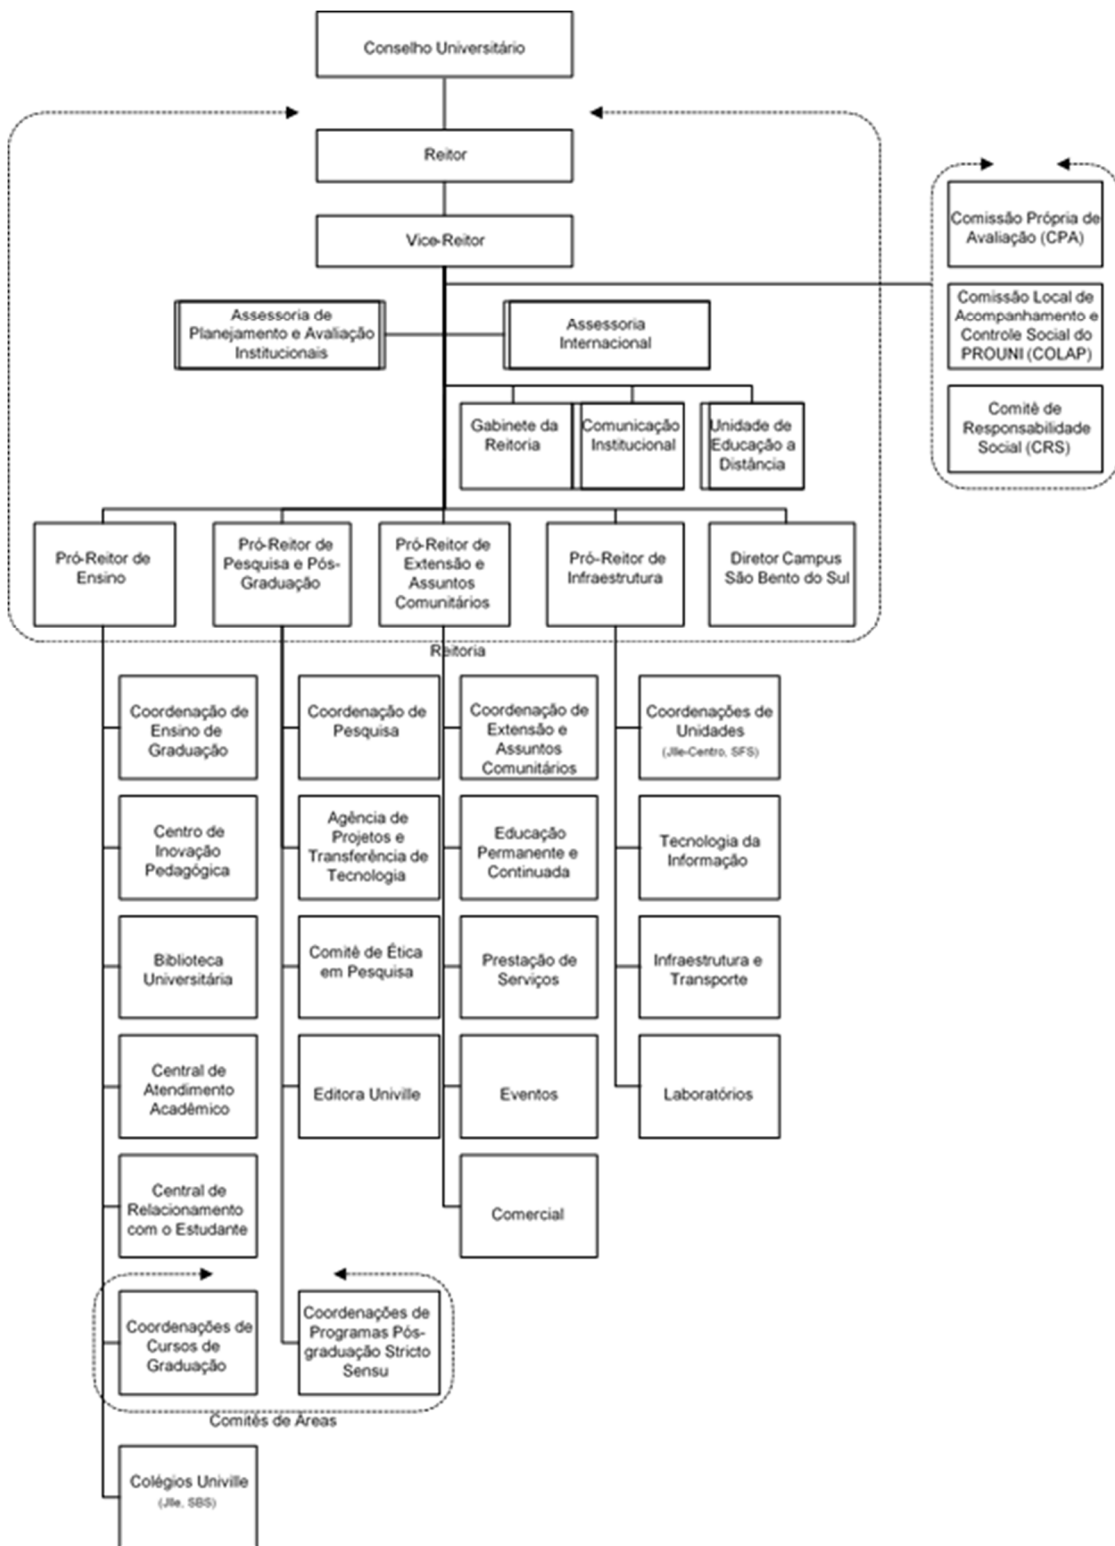 Conselho Universitário
Reitor
Vice-Reitor
Comissão Própria de
Avaliação (CPA)
Comissão Local de
Acompanhamento e
Controle Social do
PROUNI (COLAP)
Comitê de
Responsabilidade
Social (CRS)
Assessoria de
Planejamento e Avaliação
Institucionais
Assessoria
Internacional
Gabinete da
Reitoria
Comunicação
Institucional
Unidade de
Educação a
Distância
Pró-Reitor de
Ensino
Pró-Reitor de
Pesquisa e Pós-
Graduação
Pró-Reitor de
Extensão e
Assuntos
Comunitários
Pró-Reitor de
Infraestrutura
Diretor Campus
São Bento do Sul
Reitoria
Coordenação de
Ensino de
Graduação
Coordenação de
Pesquisa
Coordenação de
Extensão e
Assuntos
Comunitários
Coordenações de
Unidades
(Jlle-Centro, SFS)
Centro de
Inovação
Pedagógica
Agência de
Projetos e
Transferência de
Tecnologia
Educação
Permanente e
Continuada
Tecnologia da
Informação
Biblioteca
Universitária
Comitê de Ética
em Pesquisa
Prestação de
Serviços
Infraestrutura e
Transporte
Central de
Atendimento
Acadêmico
Editora Univille
Eventos
Laboratórios
Central de
Relacionamento
com o Estudante
Comercial
Coordenações de
Cursos de
Graduação
Coordenações de
Programas Pós-
graduação Stricto
Sensu
Comitês de Áreas
Colégios Univille
(Jlle, SBS)